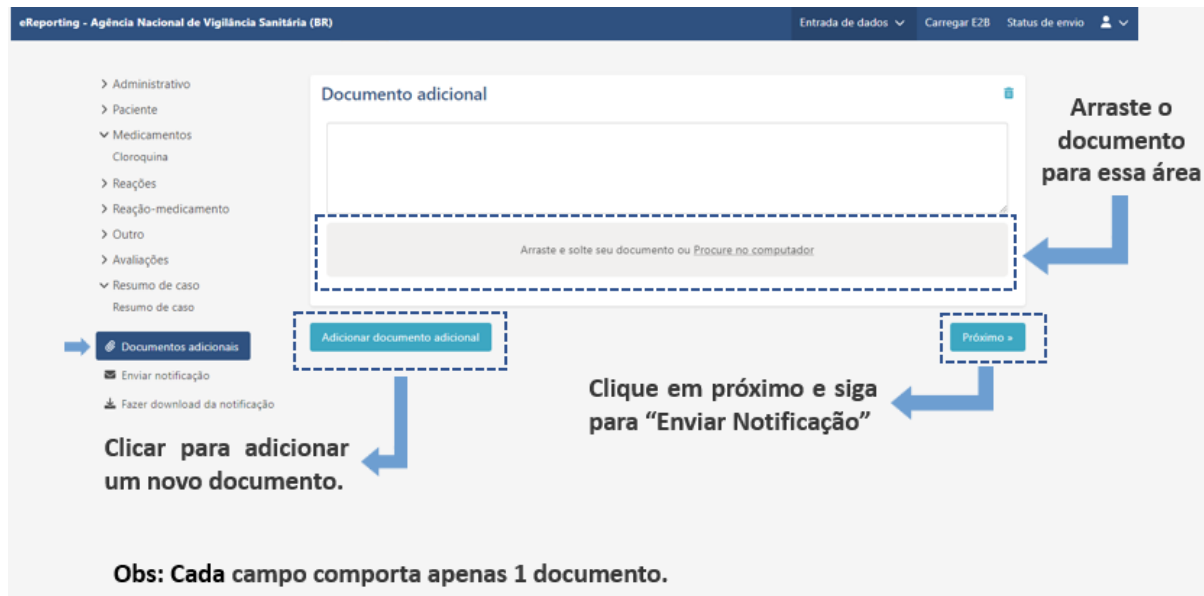 eReporting - Agência Nacional de Vigilância Sanitária (BR)
Entrada de dados
Carregar E2B
Status de envio
Administrativo
Paciente
Medicamentos
Cloroquina
Reações
Reação-medicamento
Outro
Avaliações
Resumo de caso
Resumo de caso
Documentos adicionais
Enviar notificação
Fazer download da notificação
Documento adicional
Arraste e solte seu documento ou Procure no computador
Adicionar documento adicional
Próximo »
Arraste o
documento
para essa área
Clique em próximo e siga
para “Enviar Notificação”
Clicar para adicionar
um novo documento.
Obs: Cada campo comporta apenas 1 documento.